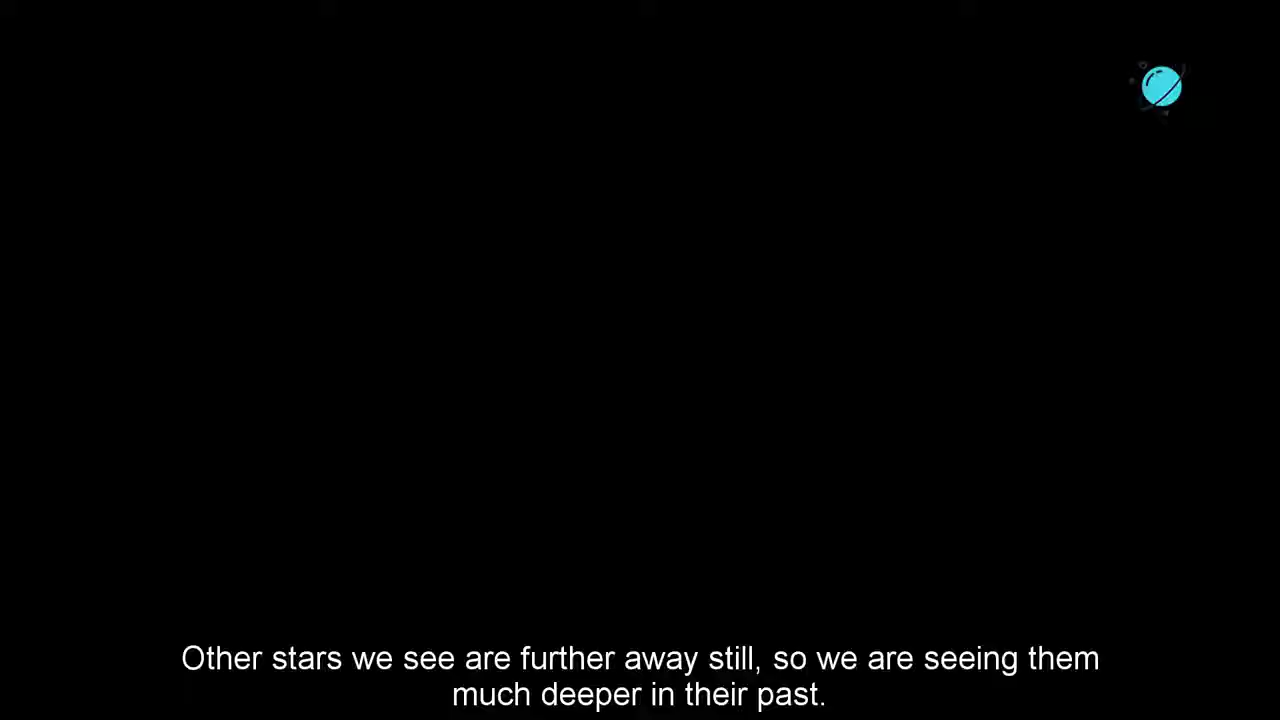 Other stars we see are further away still, so we are seeing them
much deeper in their past.